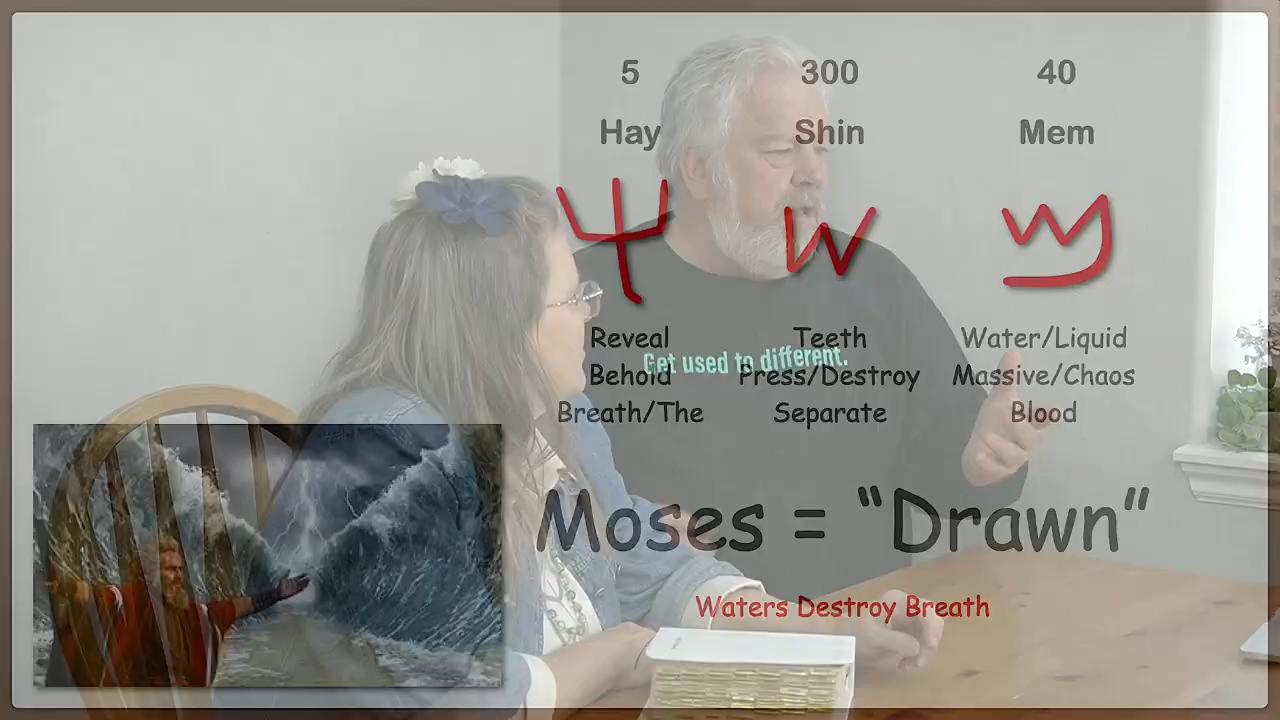 5 300 40
Hay Shin Mem
Reveal Teeth Water/Liquid
Get used to different.
Behold Press/Destroy Massive/Chaos
Breath/The Separate Blood
Moses = "Drawn"
Waters Destroy Breath